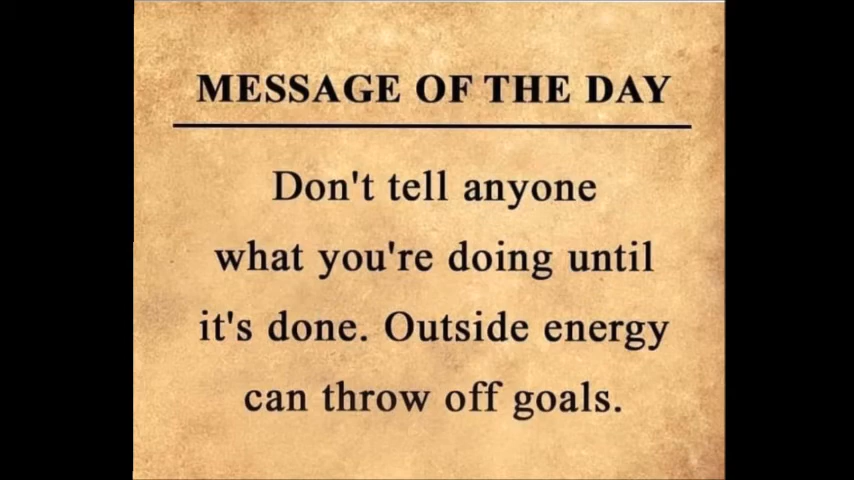 MESSAGE OF THE DAY
Don't tell anyone
what you're doing until
it's done. Outside energy
can throw off goals.